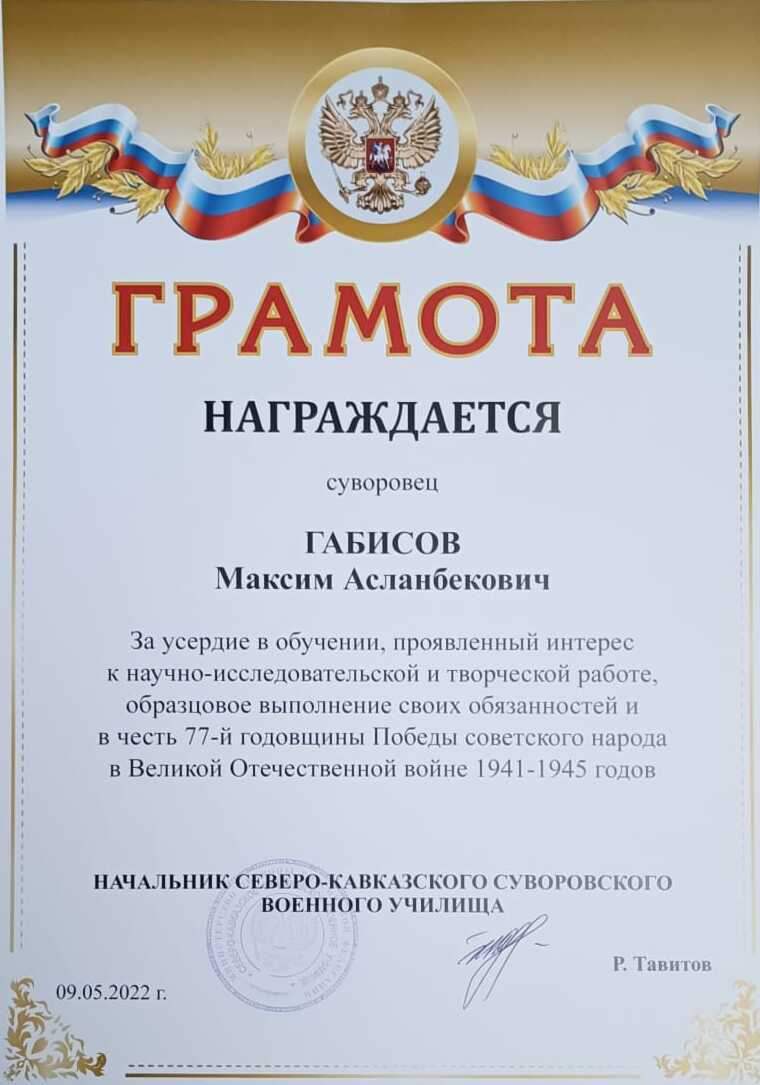 ГРАМОТА
НАГРАЖДАЕТСЯ
суворовец
ГАБИСОВ
Максим Асланбекович
За усердие в обучении, проявленный интерес
к научно-исследовательской и творческой работе,
образцовое выполнение своих обязанностей и
в честь 77-й годовщины Победы советского народа
в Великой Отечественной войне 1941-1945 годов
НАЧАЛЬНИК СЕВЕРО-КАВКАЗСКОГО СУВОРОВСКОГО
ВОЕННОГО УЧИЛИЩА
Р. Тавитов
09.05.2022 г.